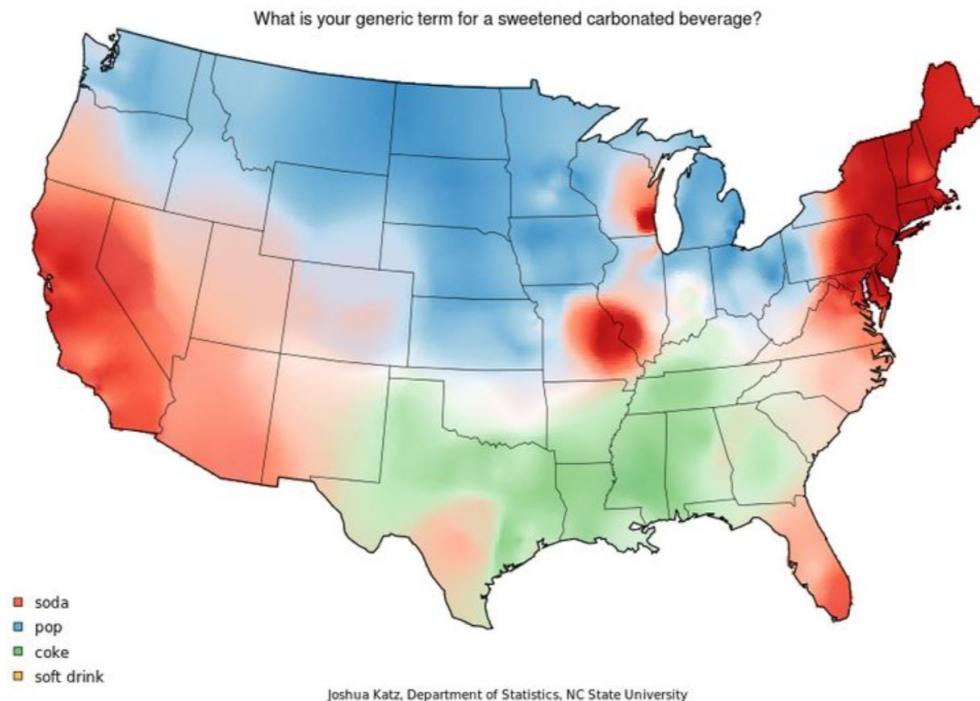 What is your generic term for a sweetened carbonated beverage?
soda
pop
coke
soft drink
Joshua Katz, Department of Statistics, NC State University